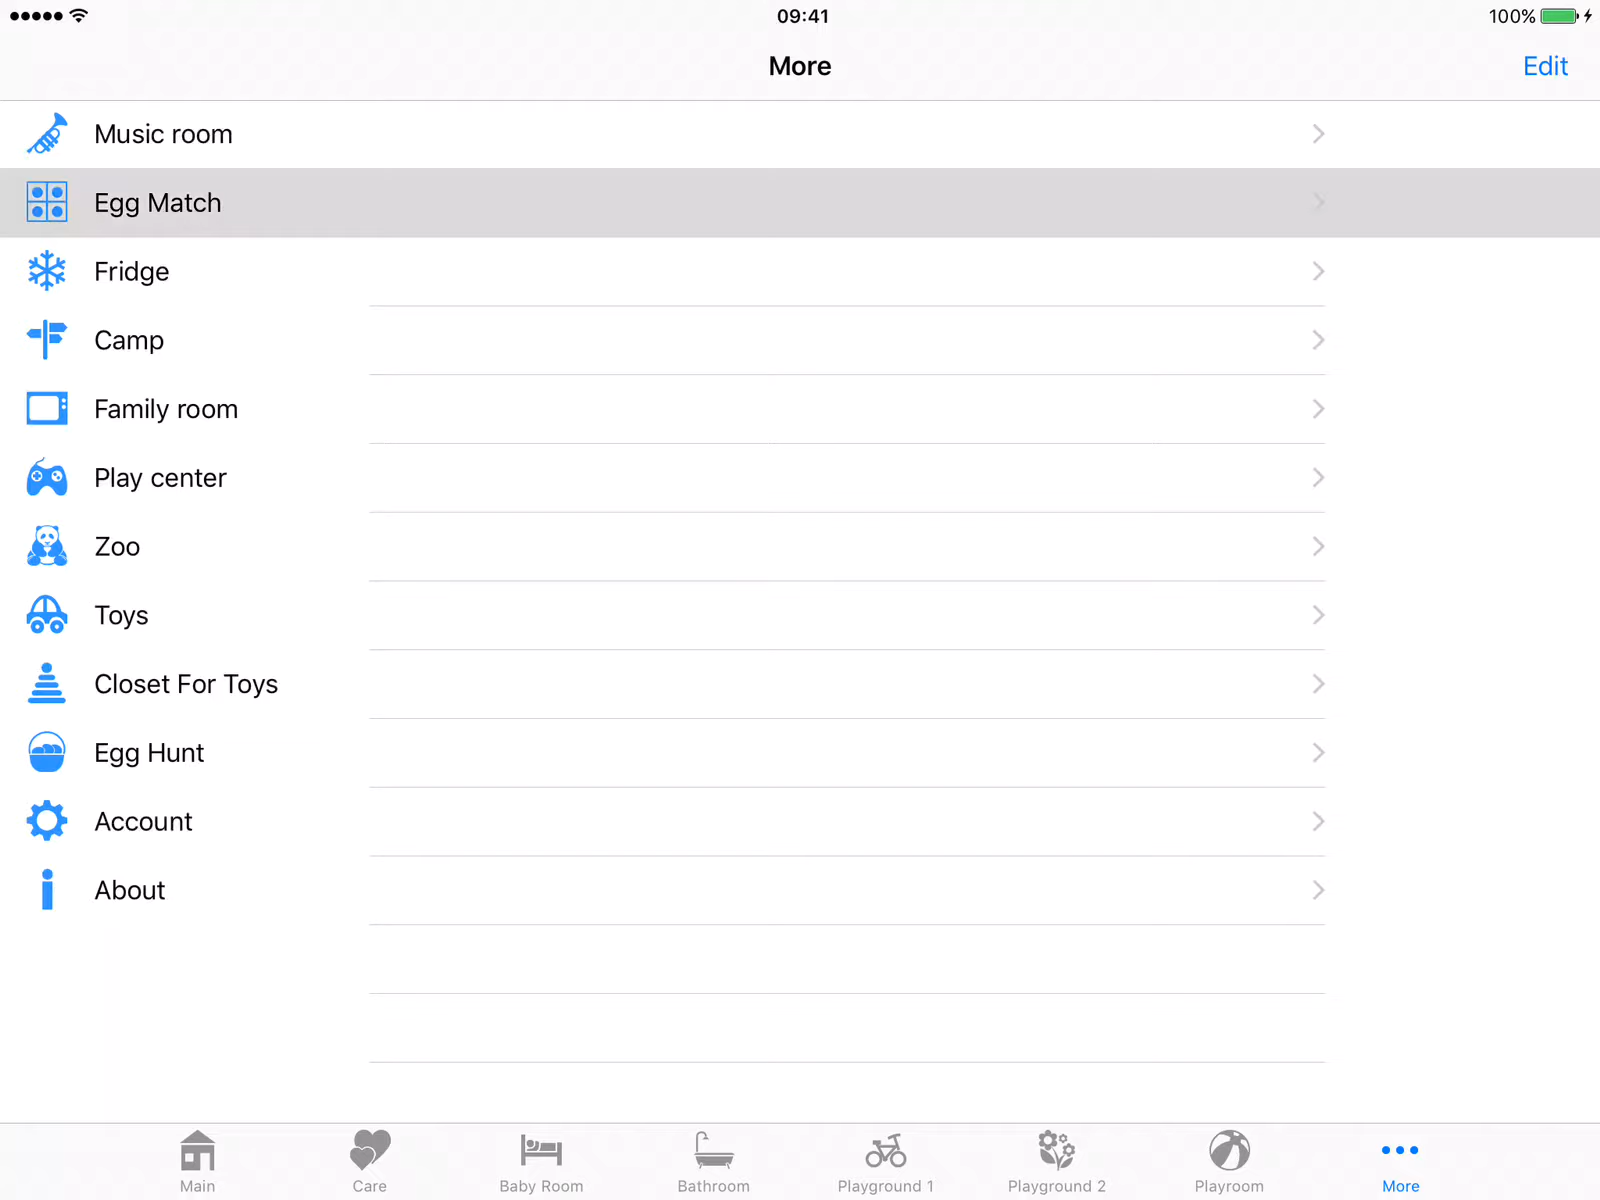 09:41
100%
More
Edit
Music room
Egg Match
Fridge
Camp
Family room
Play center
Zoo
Toys
Closet For Toys
Egg Hunt
Account
About
Main
Care
Baby Room
Bathroom
Playground 1
Playground 2
Playroom
More